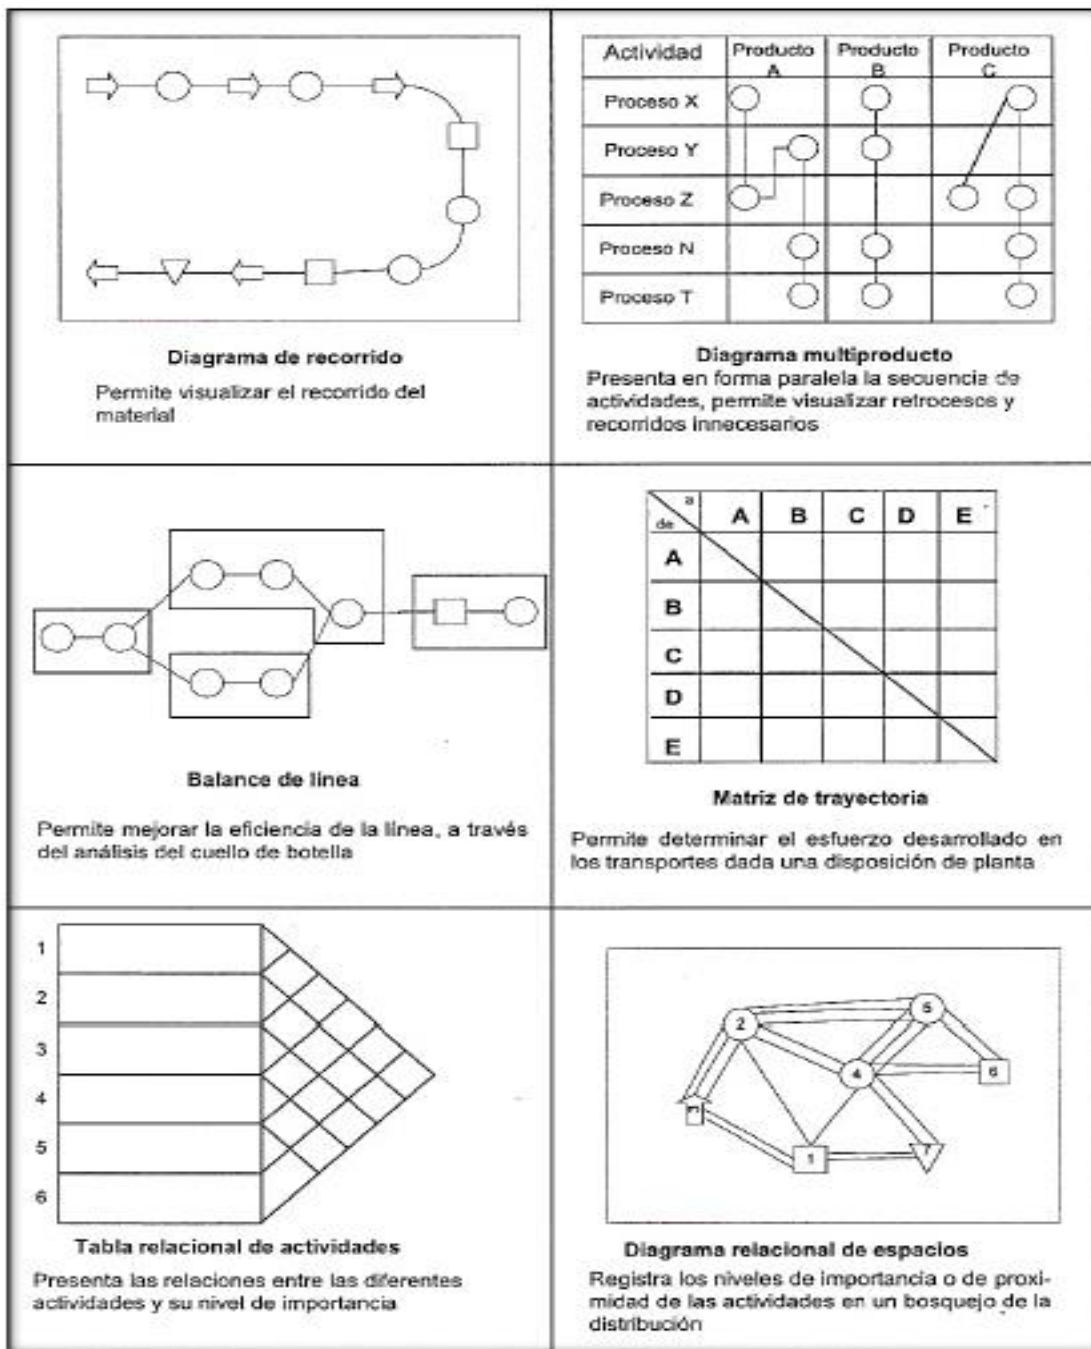 Actividad
Producto A
Producto B
Producto C
Proceso X
Proceso Y
Proceso Z
Proceso N
Proceso T
Diagrama de recorrido
Permite visualizar el recorrido del
material
Diagrama multiproducto
Presenta en forma paralela la secuencia de
actividades, permite visualizar retrocesos y
recorridos innecesarios
Balance de línea
Permite mejorar la eficiencia de la línea, a través
del análisis del cuello de botella
a
de
A B C D E
A
B
C
D
E
Matriz de trayectoria
Permite determinar el esfuerzo desarrollado en
los transportes dada una disposición de planta
1
2
3
4
5
6
Tabla relacional de actividades
Presenta las relaciones entre las diferentes
actividades y su nivel de importancia
2
5
4
6
3
1
7
Diagrama relacional de espacios
Registra los niveles de importancia o de proxi-
midad de las actividades en un bosquejo de la
distribución